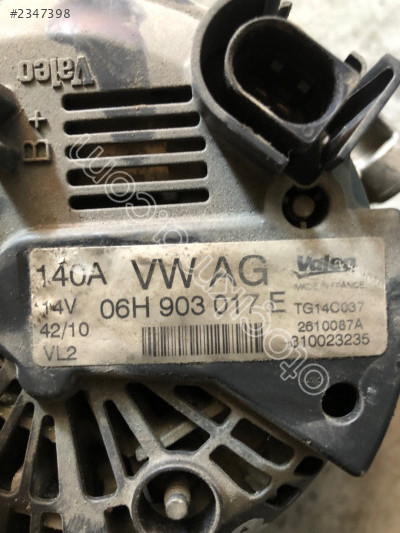 #2347398
Valeo
B+
140A VW AG Valeo
MADE IN FRANCE
14V 06H 903 017 E TG14C037
42/10 2610087A
VL2 310023235